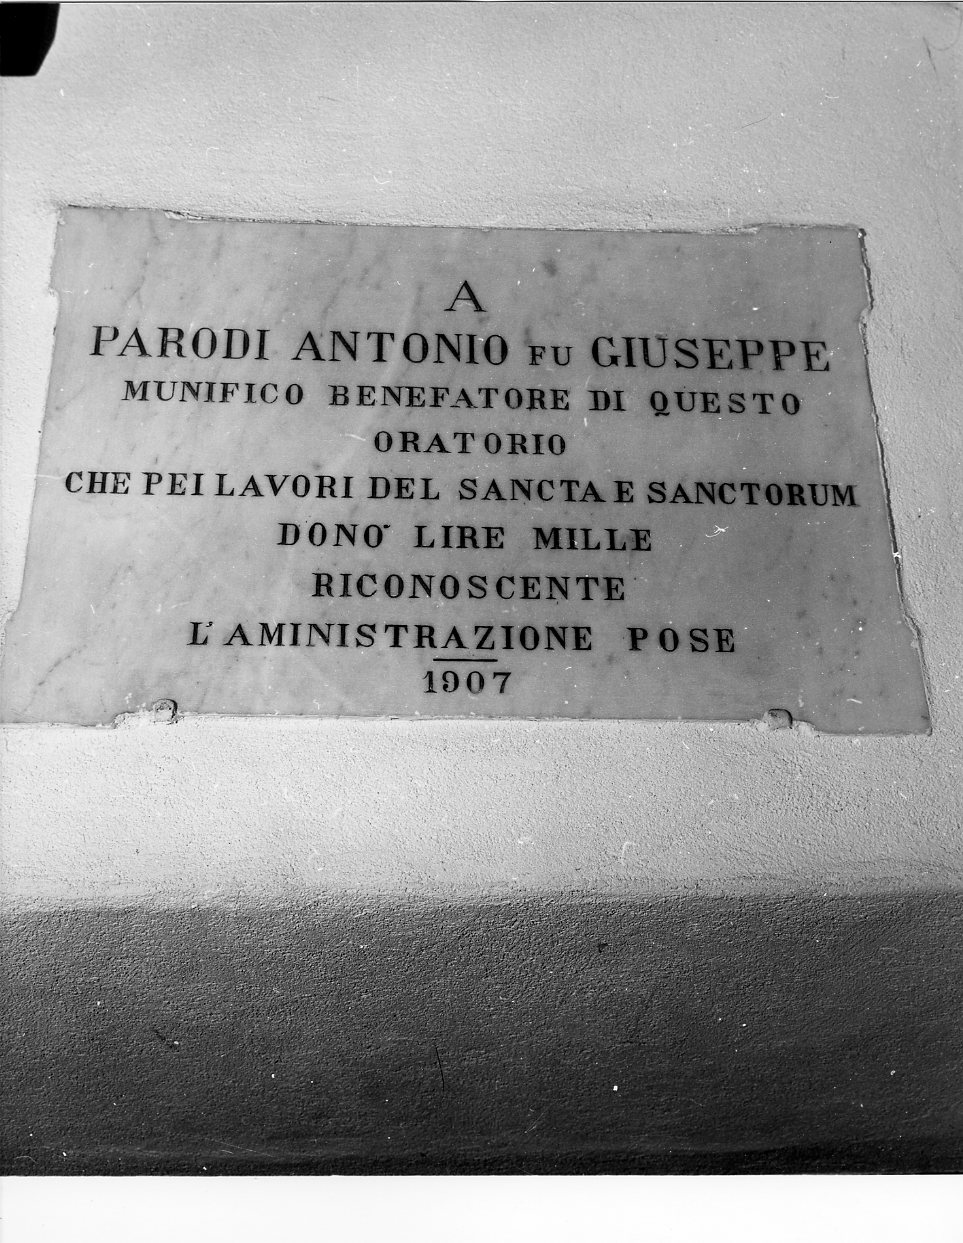 A
PARODI ANTONIO FU GIUSEPPE
MUNIFICO BENEFATORE DI QUESTO
ORATORIO
CHE PEI LAVORI DEL SANCTA E SANCTORUM
DONO' LIRE MILLE
RICONOSCENTE
L'AMINISTRAZIONE POSE
1907